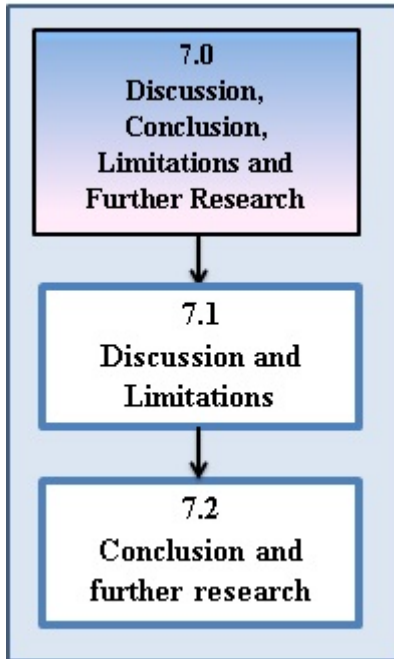 7.0
Discussion,
Conclusion,
Limitations and
Further Research
7.1
Discussion and
Limitations
7.2
Conclusion and
further research